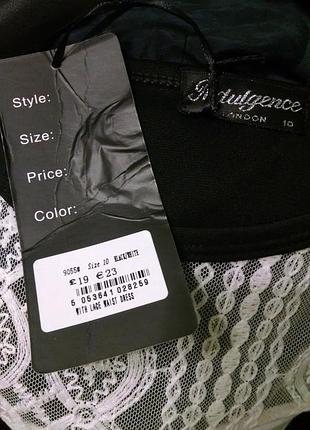 Style:
Size:
Price:
Color:
9055# Size 10 BLACK/WHITE
£19 €23
5 053641 028259
WITH LACE WAIST DRESS
Indulgence
LONDON 10